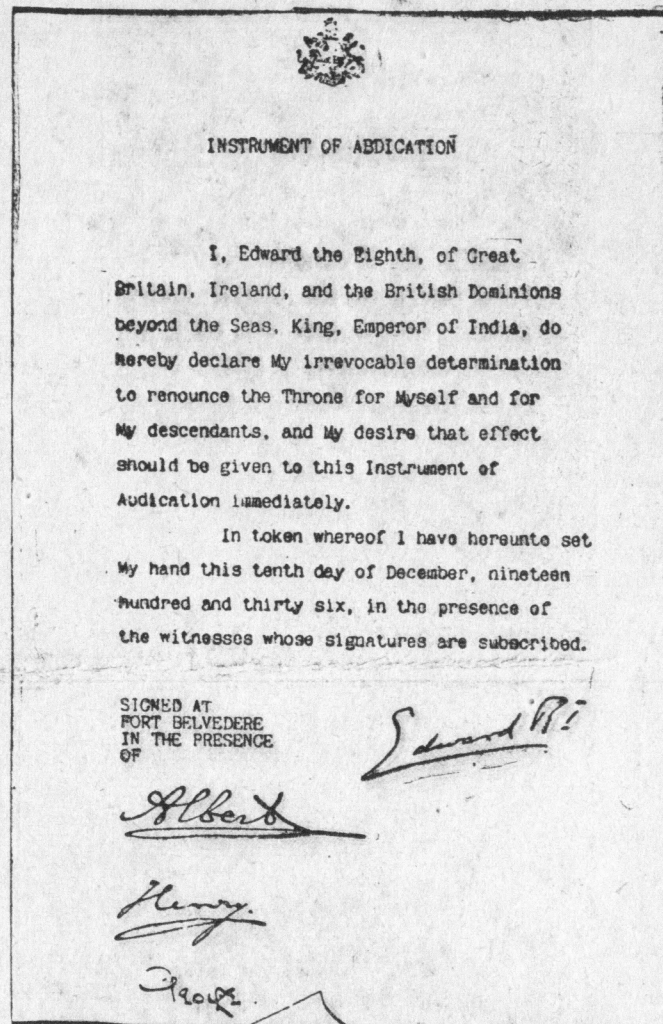 INSTRUMENT OF ABDICATION
I, Edward the Eighth, of Great
Britain, Ireland, and the British Dominions
beyond the Seas, King, Emperor of India, do
hereby declare My irrevocable determination
to renounce the Throne for Myself and for
My descendants, and My desire that effect
should be given to this Instrument of
Abdication immediately.
In token whereof I have hereunto set
My hand this tenth day of December, nineteen
hundred and thirty six, in the presence of
the witnesses whose signatures are subscribed.
SIGNED AT
FORT BELVEDERE
IN THE PRESENCE
OF
Edward RI
Albert
Henry.